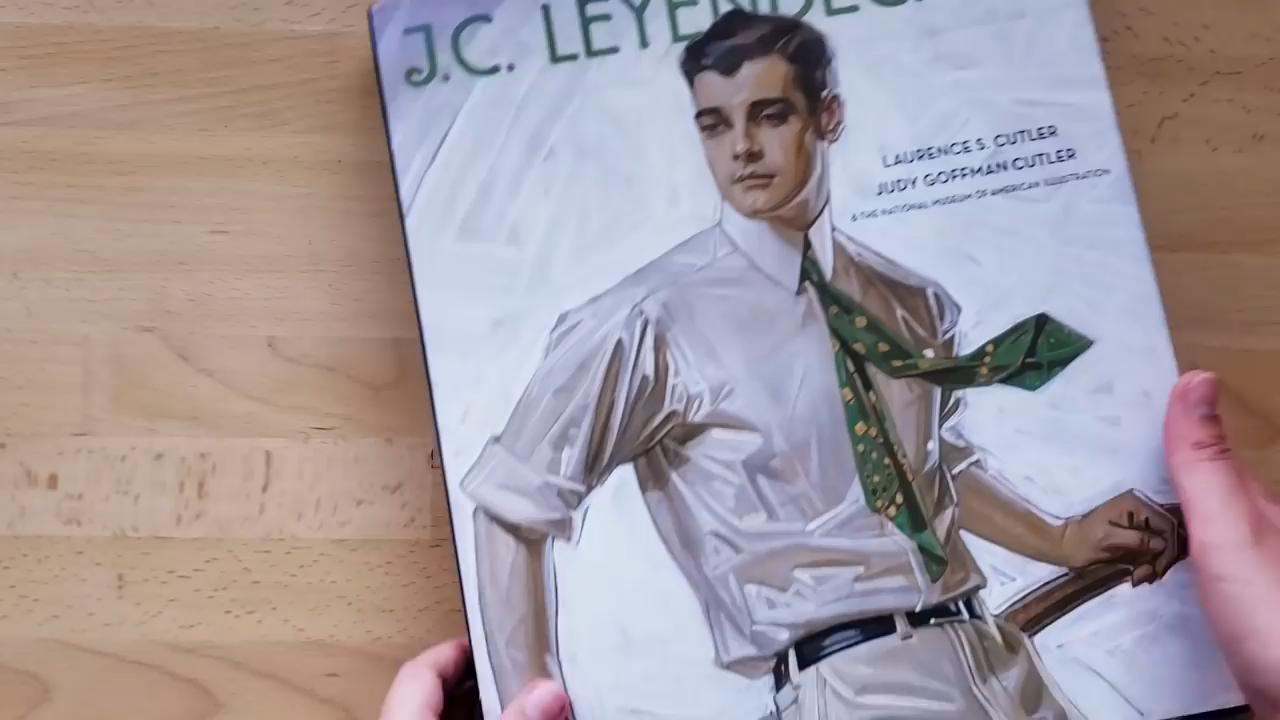 J.C. LEYENDEC
LAURENCE S. CUTLER
JUDY GOFFMAN CUTLER
& THE NATIONAL MUSEUM OF AMERICAN ILLUSTRATION